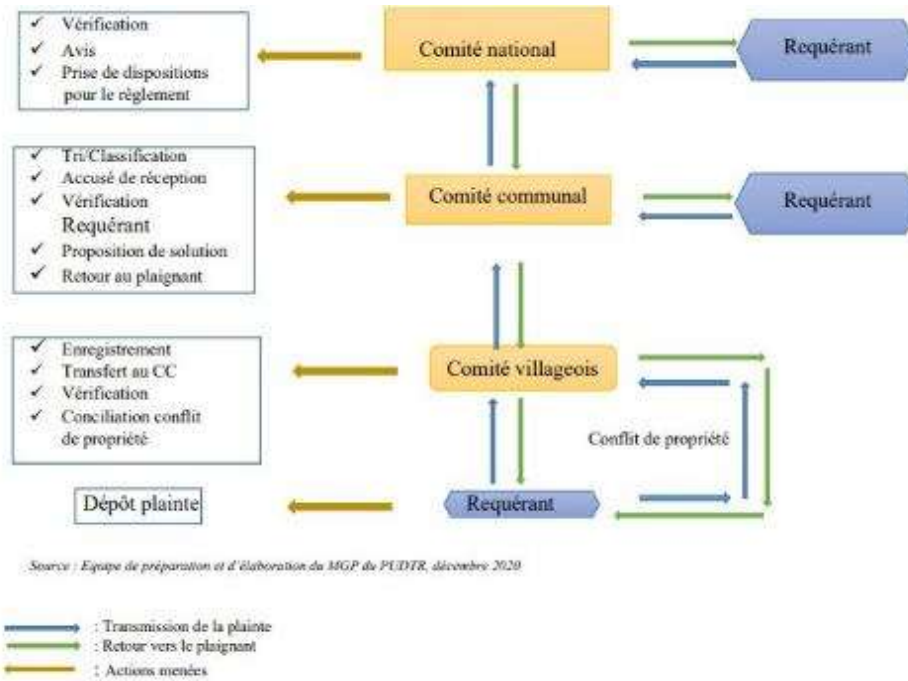 Vérification
Avis
Prise de dispositions
pour le règlement
Comité national
Requérant
Tri/Classification
Accusé de réception
Vérification
Requérant
Proposition de solution
Retour au plaignant
Comité communal
Requérant
Enregistrement
Transfert au CC
Vérification
Conciliation conflit
de propriété
Comité villageois
Conflit de propriété
Dépôt plainte
Requérant
Source : Equipe de préparation et d'élaboration du MGP du PUDTR, décembre 2020
: Transmission de la plainte
: Retour vers le plaignant
: Actions menées